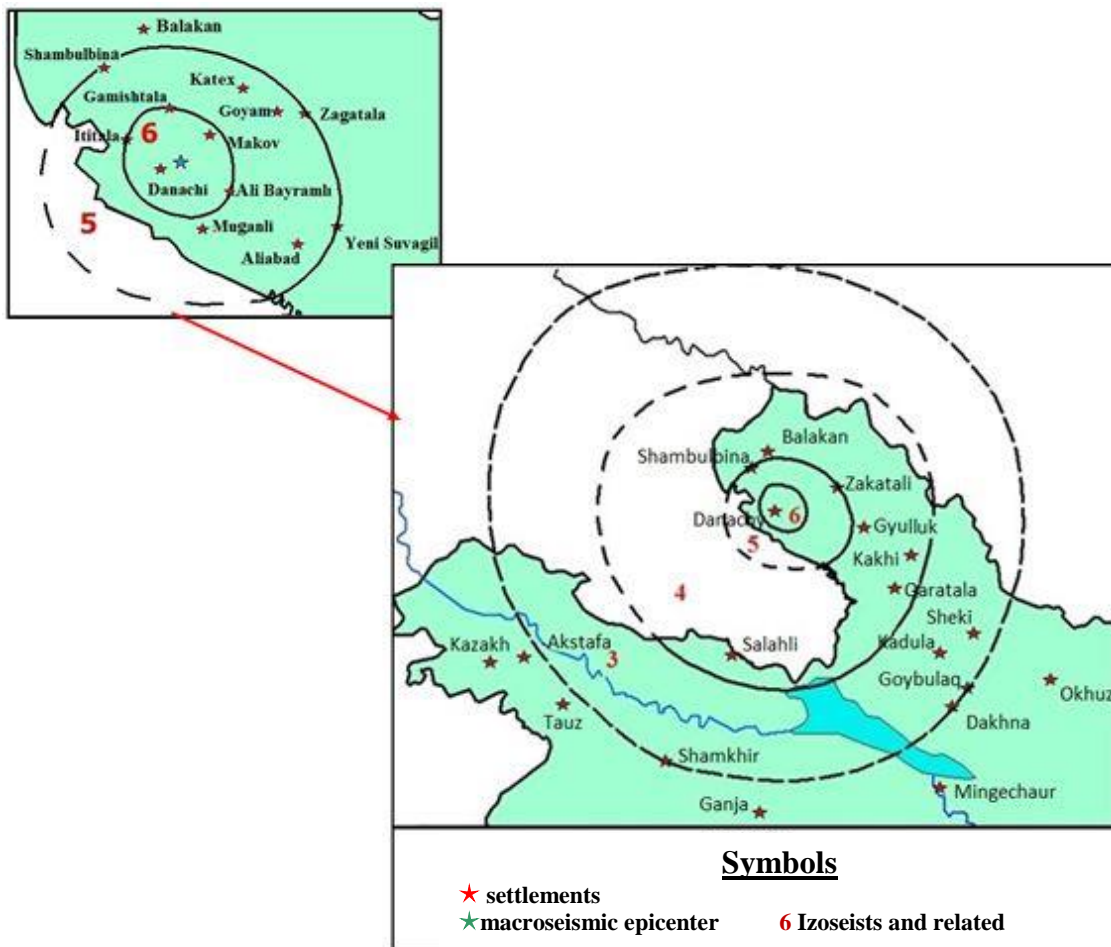 Balakan
Shambulbina
Katex
Gamishtala
Goyam
Zagatala
6
Ititala
Makov
Danachi
Ali Bayramlı
5
Muganli
Yeni Suvagil
Aliabad
Balakan
Shambulbina
Zakatali
Danachy
6
Gyulluk
5
Kakhi
4
Garatala
Sheki
Kazakh
Akstafa
3
Salahli
Kadula
Goybulaq
Okhuz
Tauz
Dakhna
Shamkhir
Mingechaur
Ganja
Symbols
settlements
macroseismic epicenter 6 Izoseists and related